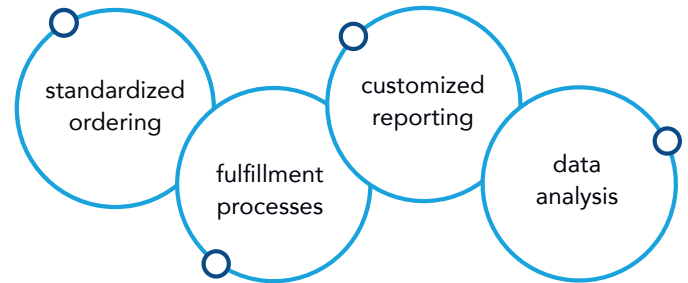 standardized
ordering
fulfillment
processes
customized
reporting
data
analysis